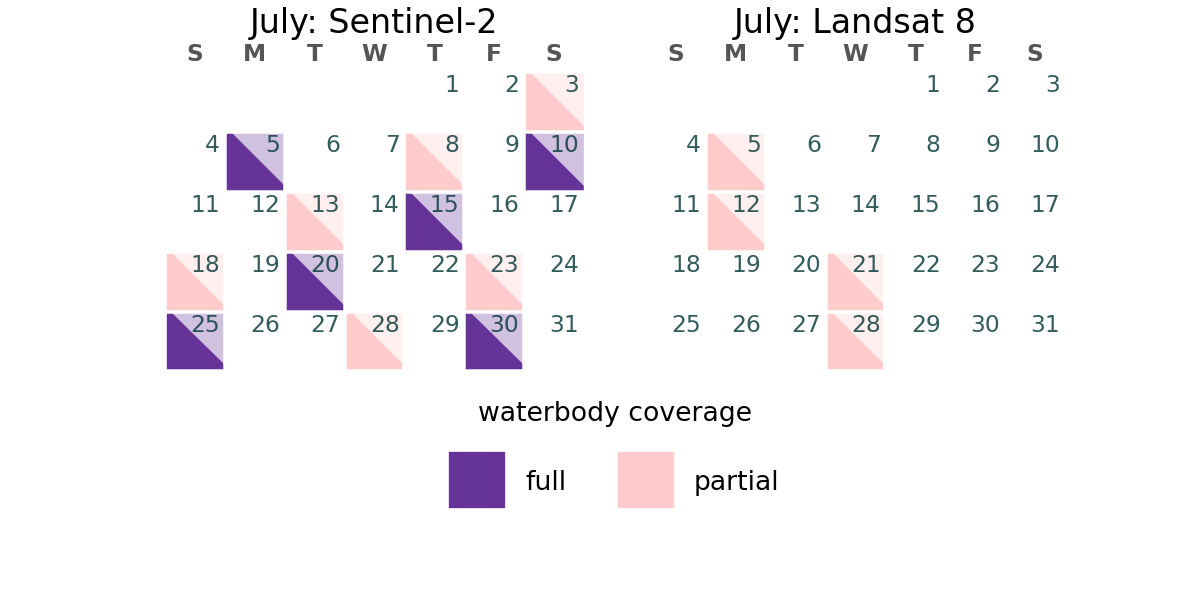 July: Sentinel-2
S M T W T F S
1 2 3
4 5 6 7 8 9 10
11 12 13 14 15 16 17
18 19 20 21 22 23 24
25 26 27 28 29 30 31
July: Landsat 8
S M T W T F S
1 2 3
4 5 6 7 8 9 10
11 12 13 14 15 16 17
18 19 20 21 22 23 24
25 26 27 28 29 30 31
waterbody coverage
full
partial